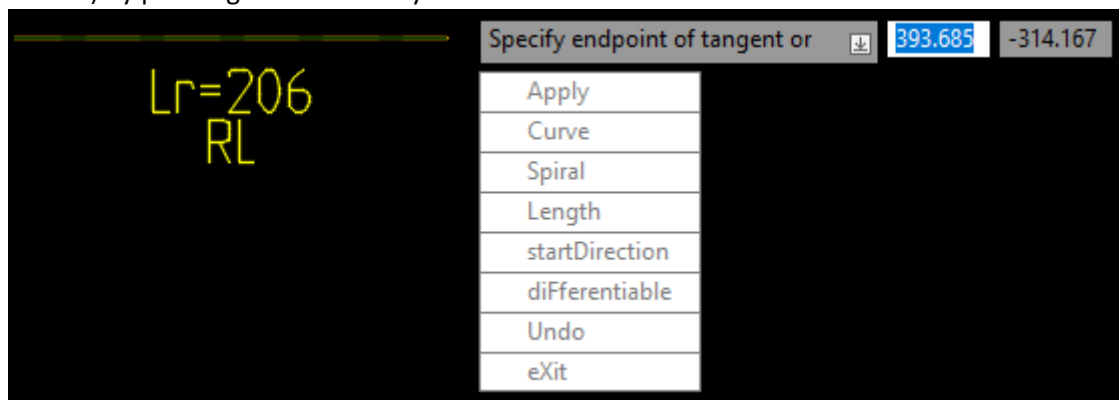 Specify endpoint of tangent or 393.685 -314.167
Lr=206
RL
Apply
Curve
Spiral
Length
startDirection
diFferentiable
Undo
eXit